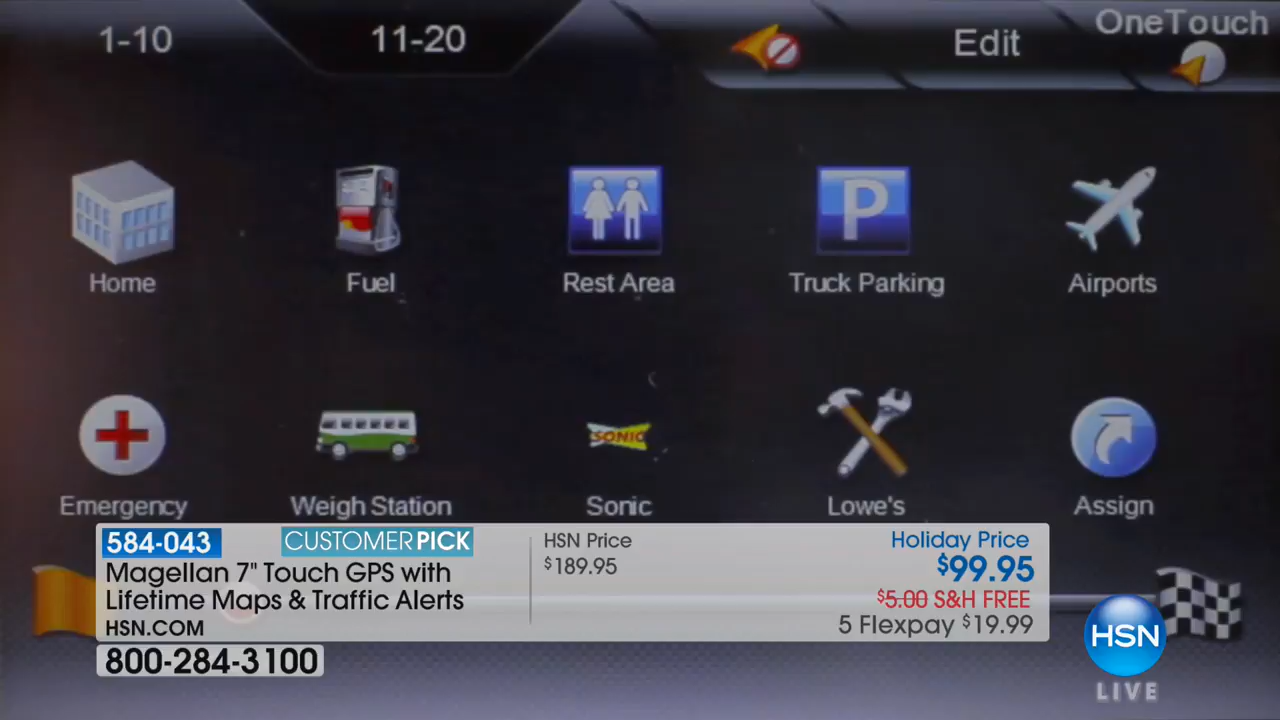 1-10
11-20
Edit
OneTouch
Home
Fuel
Rest Area
P
Truck Parking
Airports
Emergency
Weigh Station
SONIC
Sonic
Lowe's
Assign
584-043
CUSTOMER PICK
Magellan 7" Touch GPS with
Lifetime Maps & Traffic Alerts
HSN.COM
800-284-3100
HSN Price
$189.95
Holiday Price
$99.95
$5.00 S&H FREE
5 Flexpay $19.99
HSN
LIVE